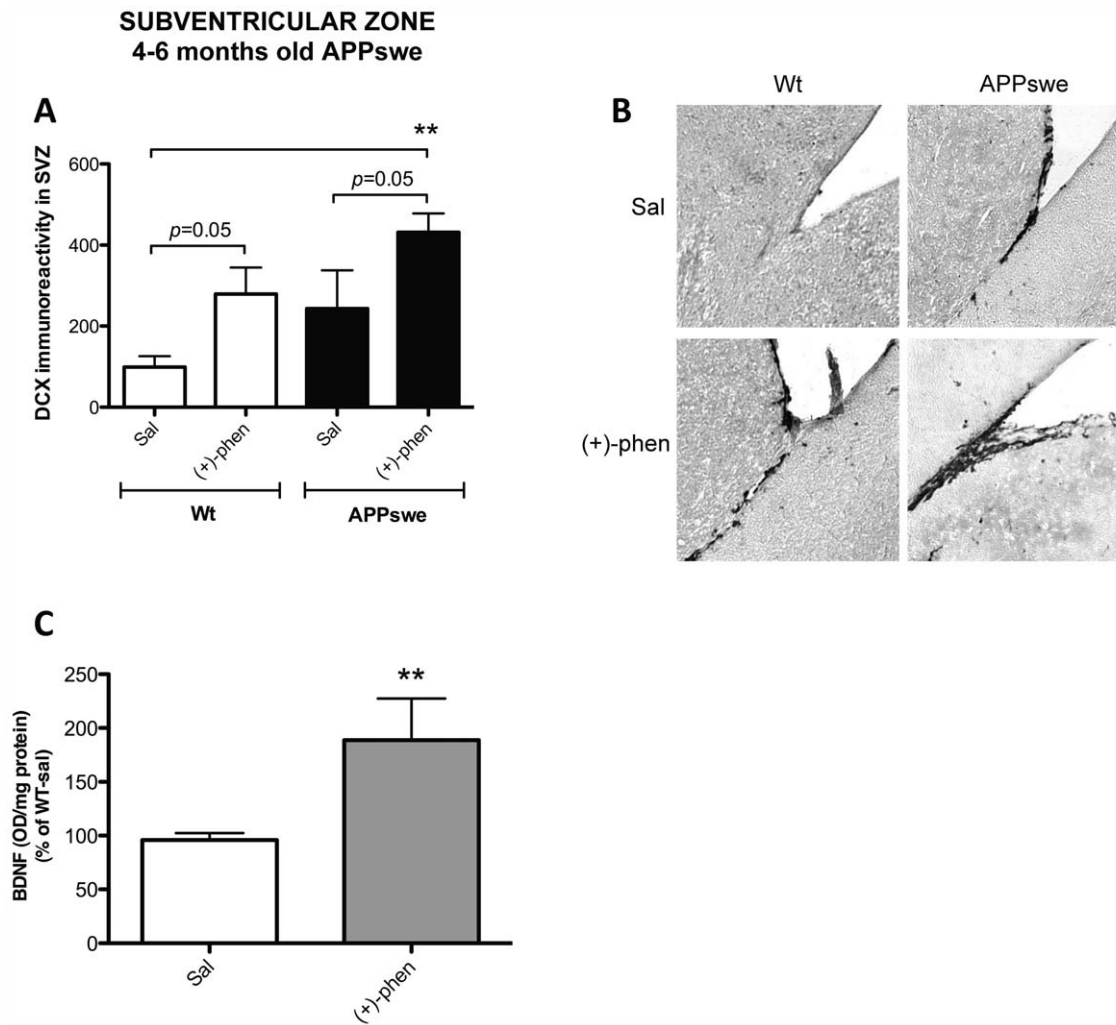 SUBVENTRICULAR ZONE
4-6 months old APPswe
A
DCX immunoreactivity in SVZ
600
400
200
0
**
p=0.05
p=0.05
Sal
(+)-phen
Sal
(+)-phen
Wt
APPswe
B
Wt
APPswe
Sal
(+)-phen
C
BDNF (OD/mg protein)
(% of WT-sal)
250
200
150
100
50
0
**
Sal
(+)-phen